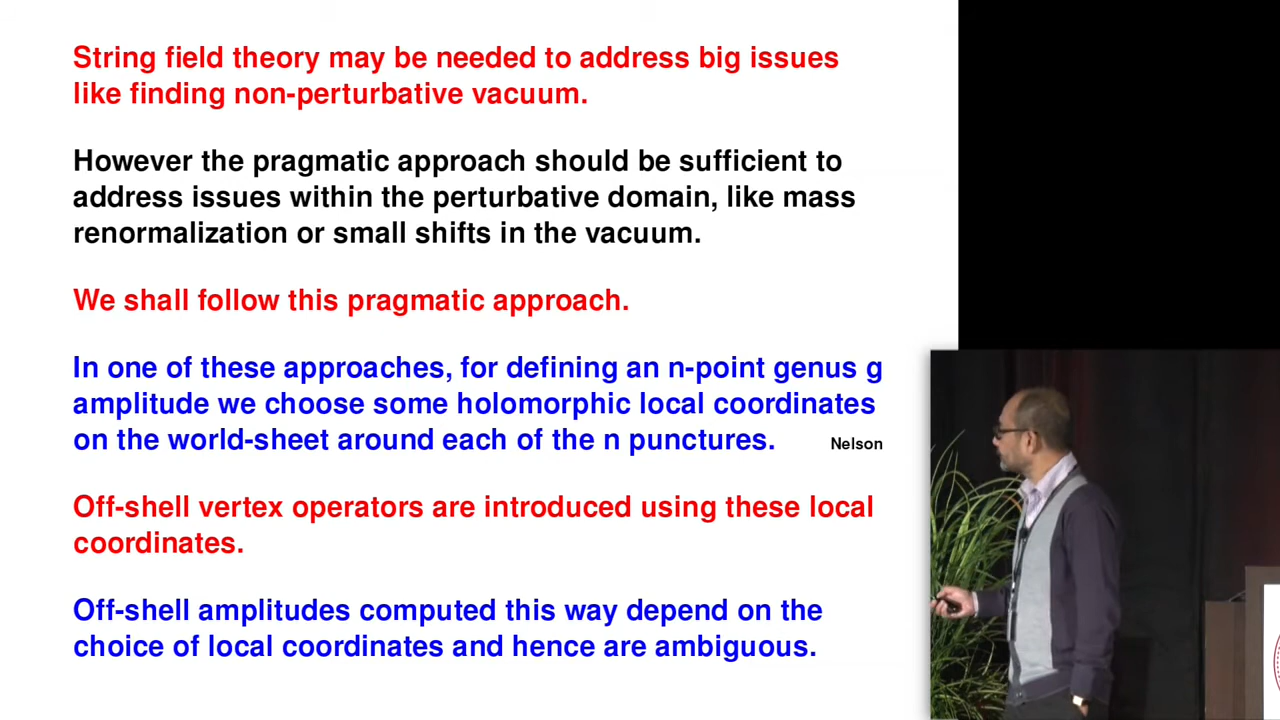 String field theory may be needed to address big issues
like finding non-perturbative vacuum.
However the pragmatic approach should be sufficient to
address issues within the perturbative domain, like mass
renormalization or small shifts in the vacuum.
We shall follow this pragmatic approach.
In one of these approaches, for defining an n-point genus g
amplitude we choose some holomorphic local coordinates
on the world-sheet around each of the n punctures.
Nelson
Off-shell vertex operators are introduced using these local
coordinates.
Off-shell amplitudes computed this way depend on the
choice of local coordinates and hence are ambiguous.